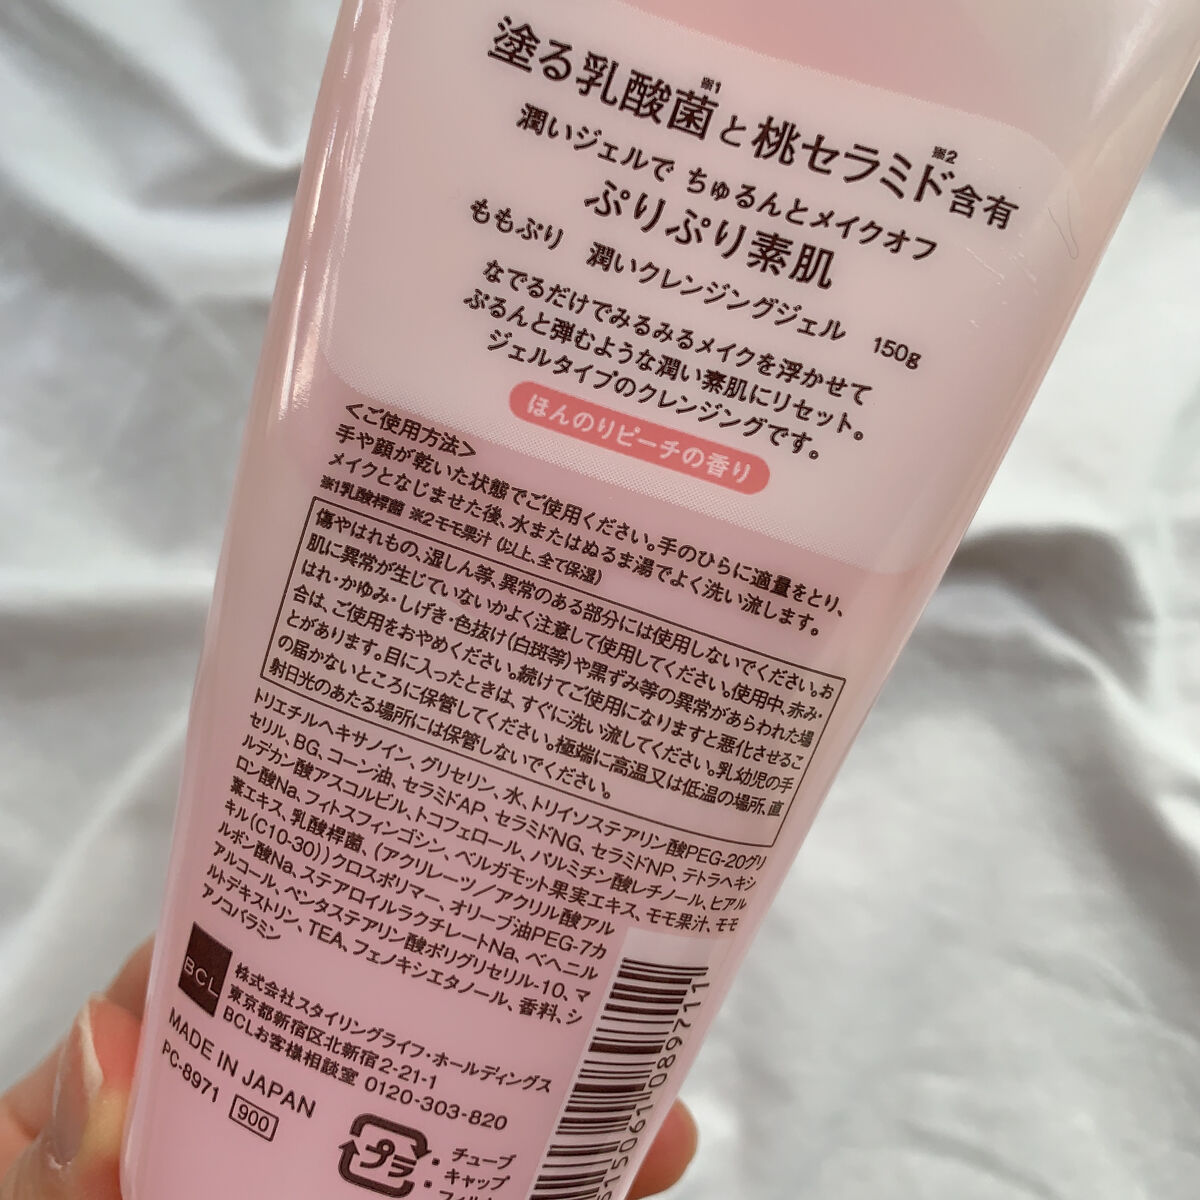 塗る乳酸菌※1と桃セラミド※2含有
潤いジェルで ちゅるんとメイクオフ
ぷりぷり素肌
ももぷり 潤いクレンジングジェル 150g
なでるだけでみるみるメイクを浮かせて
ぷるんと弾むような潤い素肌にリセット。
ジェルタイプのクレンジングです。
ほんのりピーチの香り
<ご使用方法>
手や顔が乾いた状態でご使用ください。手のひらに適量をとり、
メイクとなじませた後、水またはぬるま湯でよく洗い流します。
※1乳酸桿菌 ※2モモ果汁 (以上、全て保湿)
傷やはれもの、湿しん等、異常のある部分には使用しないでください。お
肌に異常が生じていないかよく注意して使用してください。使用中、赤み・
はれ・かゆみ・しげき・色抜け(白斑等)や黒ずみ等の異常があらわれた場
合は、ご使用をおやめください。続けてご使用になりますと悪化させるこ
とがあります。目に入ったときは、すぐに洗い流してください。乳幼児の手
の届かないところに保管してください。極端に高温又は低温の場所、直
射日光のあたる場所には保管しないでください。
トリエチルヘキサノイン、グリセリン、水、トリイソステアリン酸PEG-20グリ
セリル、BG、コーン油、セラミドAP、セラミドNG、セラミドNP、テトラヘキシ
ルデカン酸アスコルビル、トコフェロール、パルミチン酸レチノール、ヒアル
ロン酸Na、フィトスフィンゴシン、ベルガモット果実エキス、モモ果汁、モモ
葉エキス、乳酸桿菌、(アクリレーツ/アクリル酸アル
キル(C10-30))クロスポリマー、オリーブ油PEG-7カ
ルボン酸Na、ステアロイルラクチレートNa、ベヘニル
アルコール、ペンタステアリン酸ポリグリセリル-10、マ
ルトデキストリン、TEA、フェノキシエタノール、香料、シ
アノコバラミン
BCL
株式会社スタイリングライフ・ホールディングス
東京都新宿区北新宿2-21-1
BCLお客様相談室 0120-303-820
MADE IN JAPAN
PC-8971 900
プラ
チューブ
キャップ
515061089711